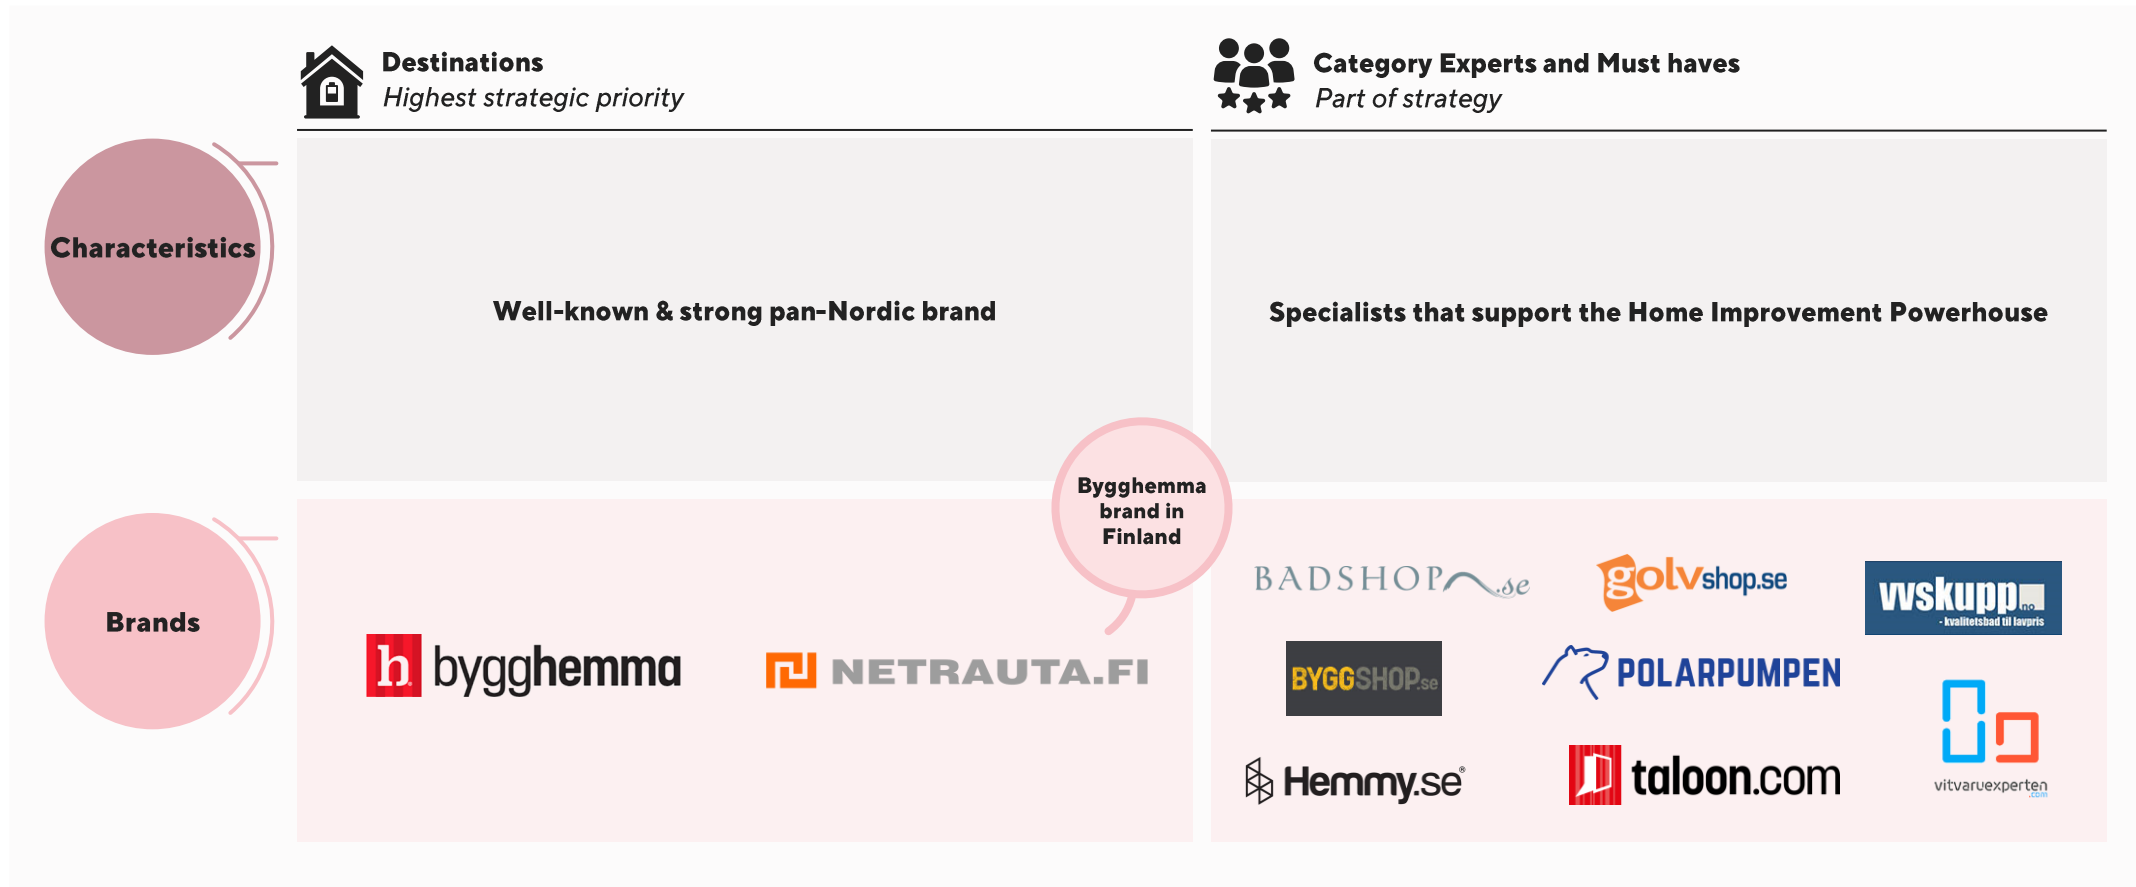 Destinations
Highest strategic priority
Category Experts and Must haves
Part of strategy
Characteristics
Well-known & strong pan-Nordic brand
Specialists that support the Home Improvement Powerhouse
Bygghemma
brand in
Finland
Brands
h. bygghemma
NETRAUTA.FI
BADSHOP.se
golvshop.se
vvskupp.no
- kvalitetsbad til lavpris
BYGGSHOP.se
POLARPUMPEN
Hemmy.se®
taloon.com
vitvaruexperten
.com